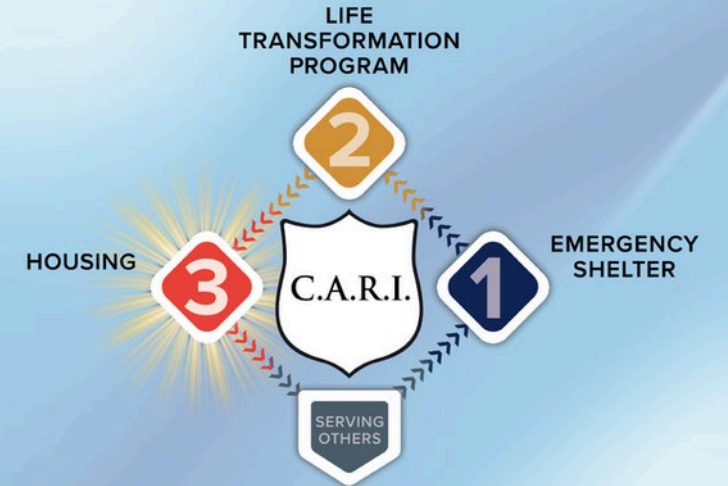 LIFE
TRANSFORMATION
PROGRAM
2
HOUSING
3
C.A.R.I.
1
EMERGENCY
SHELTER
SERVING
OTHERS